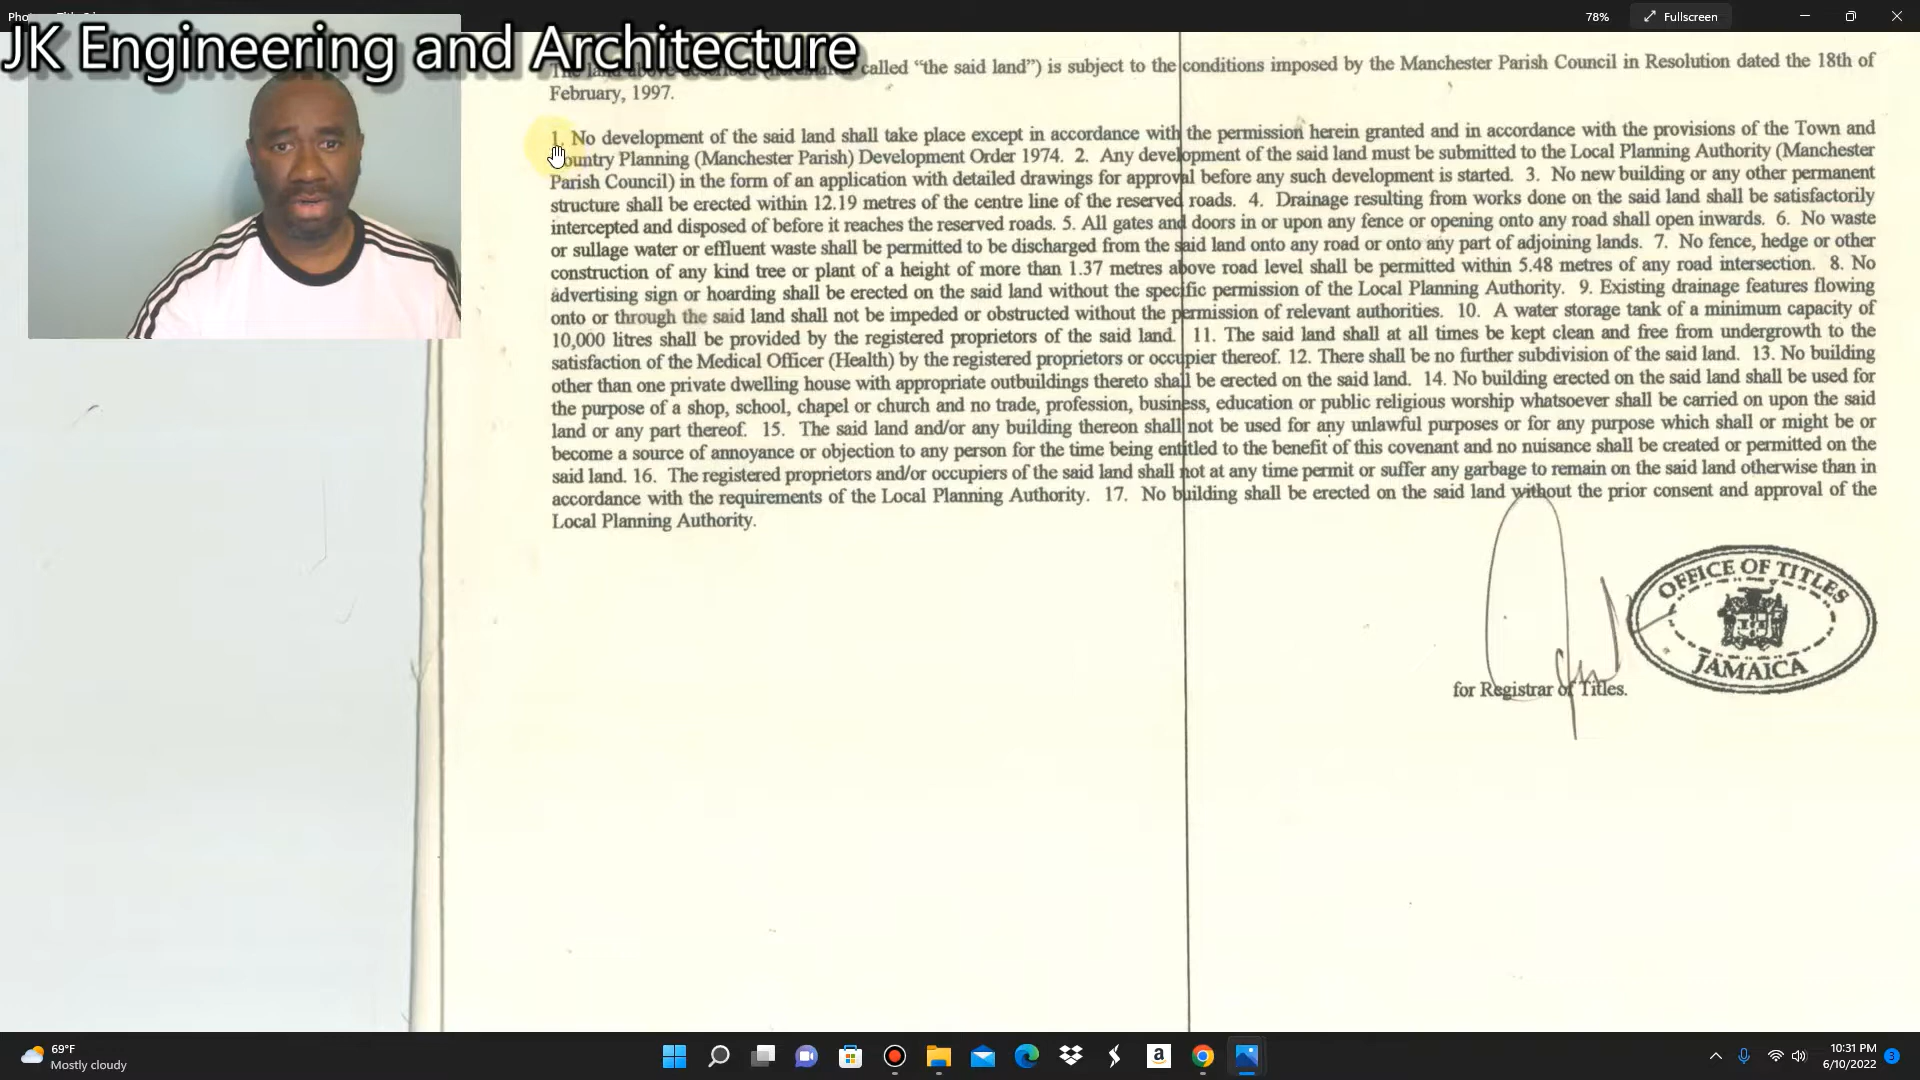 JK Engineering and Architecture
78%
Fullscreen
The land above described (hereinafter called “the said land”) is subject to the conditions imposed by the Manchester Parish Council in Resolution dated the 18th of
February, 1997.
1. No development of the said land shall take place except in accordance with the permission herein granted and in accordance with the provisions of the Town and
Country Planning (Manchester Parish) Development Order 1974. 2. Any development of the said land must be submitted to the Local Planning Authority (Manchester
Parish Council) in the form of an application with detailed drawings for approval before any such development is started. 3. No new building or any other permanent
structure shall be erected within 12.19 metres of the centre line of the reserved roads. 4. Drainage resulting from works done on the said land shall be satisfactorily
intercepted and disposed of before it reaches the reserved roads. 5. All gates and doors in or upon any fence or opening onto any road shall open inwards. 6. No waste
or sullage water or effluent waste shall be permitted to be discharged from the said land onto any road or onto any part of adjoining lands. 7. No fence, hedge or other
construction of any kind tree or plant of a height of more than 1.37 metres above road level shall be permitted within 5.48 metres of any road intersection. 8. No
advertising sign or hoarding shall be erected on the said land without the specific permission of the Local Planning Authority. 9. Existing drainage features flowing
onto or through the said land shall not be impeded or obstructed without the permission of relevant authorities. 10. A water storage tank of a minimum capacity of
10,000 litres shall be provided by the registered proprietors of the said land. 11. The said land shall at all times be kept clean and free from undergrowth to the
satisfaction of the Medical Officer (Health) by the registered proprietors or occupier thereof. 12. There shall be no further subdivision of the said land. 13. No building
other than one private dwelling house with appropriate outbuildings thereto shall be erected on the said land. 14. No building erected on the said land shall be used for
the purpose of a shop, school, chapel or church and no trade, profession, business, education or public religious worship whatsoever shall be carried on upon the said
land or any part thereof. 15. The said land and/or any building thereon shall not be used for any unlawful purposes or for any purpose which shall or might be or
become a source of annoyance or objection to any person for the time being entitled to the benefit of this covenant and no nuisance shall be created or permitted on the
said land. 16. The registered proprietors and/or occupiers of the said land shall not at any time permit or suffer any garbage to remain on the said land otherwise than in
accordance with the requirements of the Local Planning Authority. 17. No building shall be erected on the said land without the prior consent and approval of the
Local Planning Authority.
OFFICE OF TITLES
JAMAICA
for Registrar of Titles.
69°F
Mostly cloudy
10:31 PM
6/10/2022
3